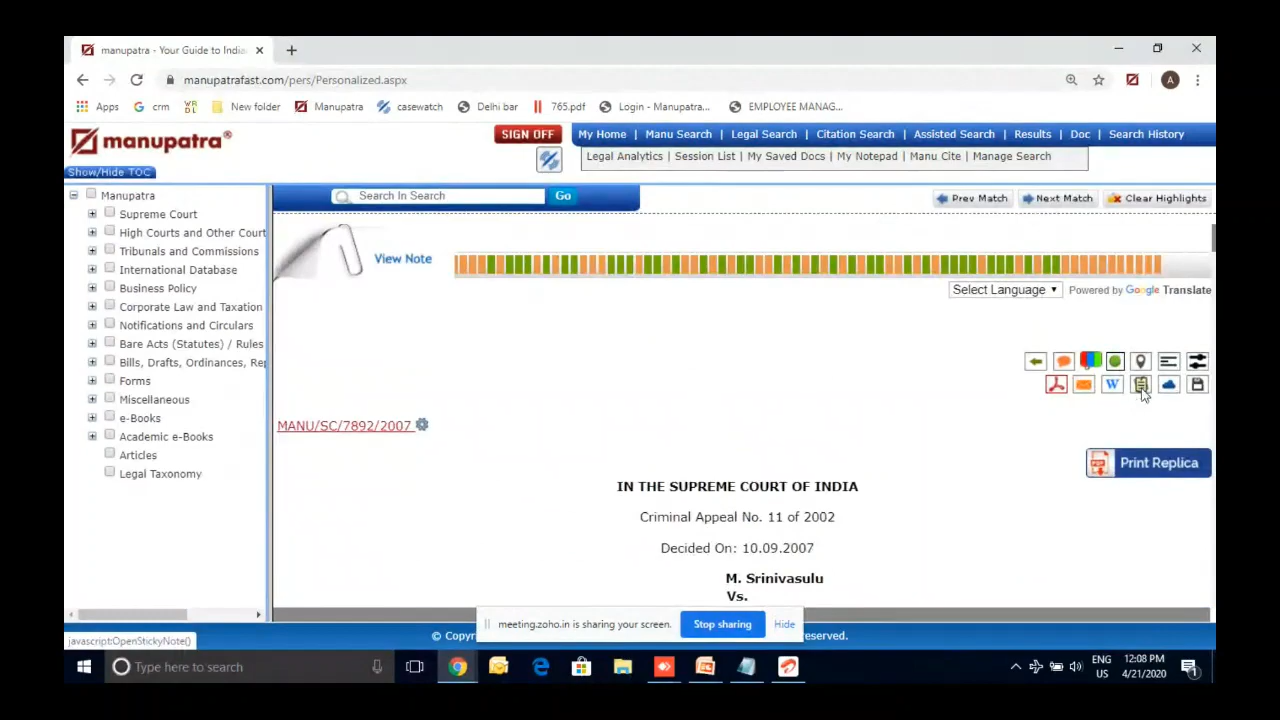 manupatra - Your Guide to India
manupatrafast.com/pers/Personalized.aspx
A
Apps
crm
New folder
Manupatra
casewatch
Delhi bar
765.pdf
Login - Manupatra...
EMPLOYEE MANAG...
manupatra®
SIGN OFF
My Home | Manu Search | Legal Search | Citation Search | Assisted Search | Results | Doc | Search History
Legal Analytics | Session List | My Saved Docs | My Notepad | Manu Cite | Manage Search
Show/Hide TOC
Manupatra
Supreme Court
High Courts and Other Court
Tribunals and Commissions
International Database
Business Policy
Corporate Law and Taxation
Notifications and Circulars
Bare Acts (Statutes) / Rules
Bills, Drafts, Ordinances, Rep
Forms
Miscellaneous
e-Books
Academic e-Books
Articles
Legal Taxonomy
Search In Search
Go
Prev Match
Next Match
Clear Highlights
View Note
Select Language
Powered by Google Translate
W
MANU/SC/7892/2007
Print Replica
IN THE SUPREME COURT OF INDIA
Criminal Appeal No. 11 of 2002
Decided On: 10.09.2007
M. Srinivasulu
Vs.
meeting.zoho.in is sharing your screen.
Stop sharing
Hide
javascript:OpenStickyNote()
© Copyr
reserved.
Type here to search
ENG
US
12:08 PM
4/21/2020
1